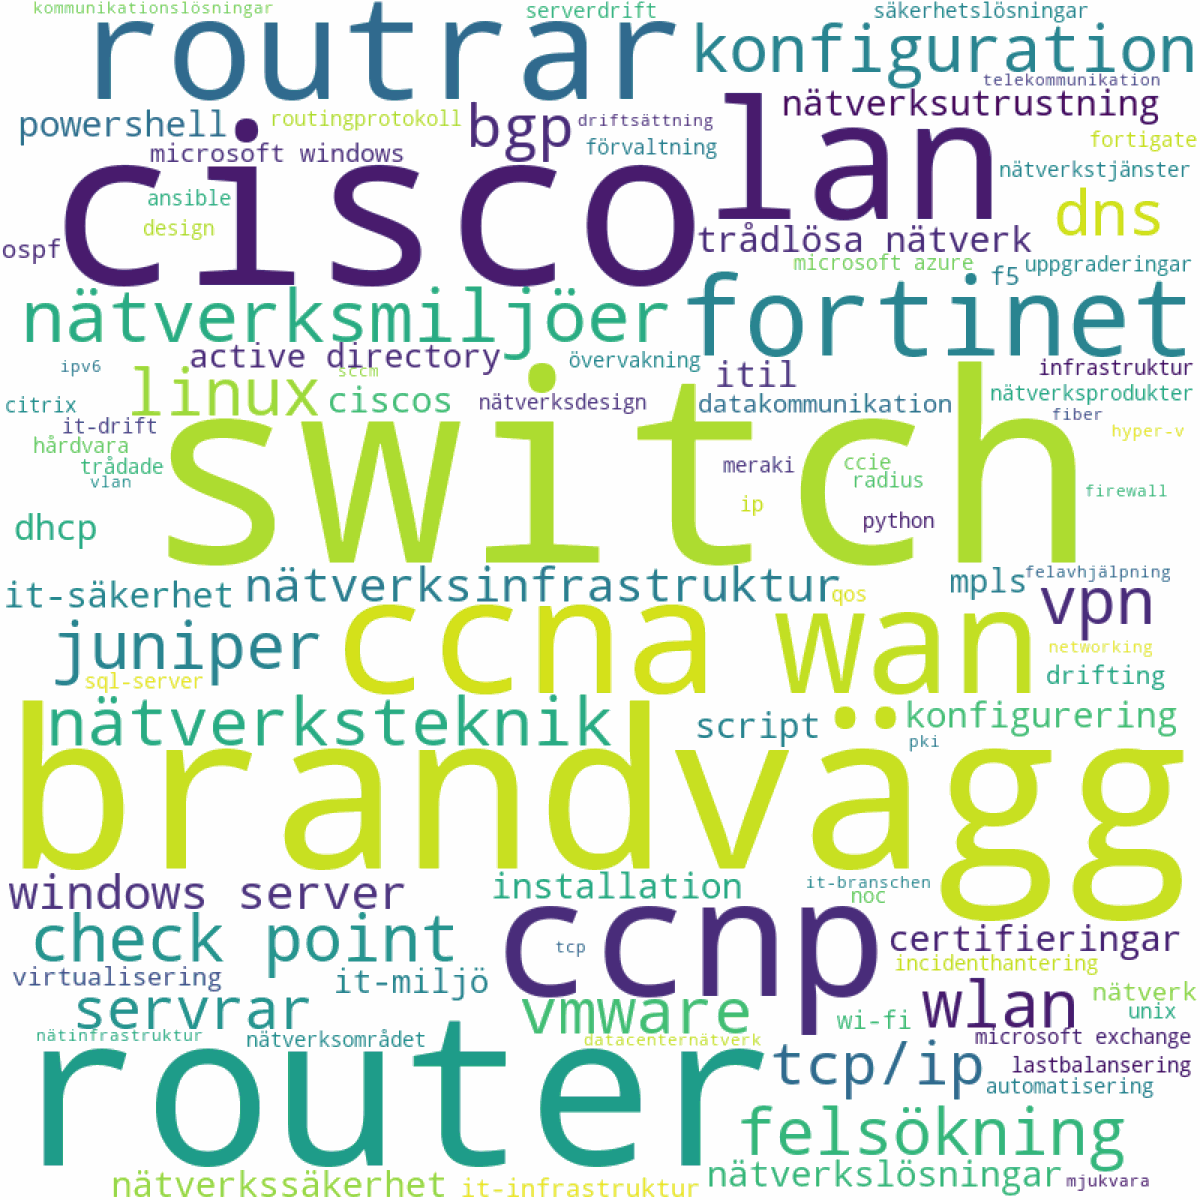 kommunikationslösningar
serverdrift
säkerhetslösningar
routrar
konfiguration
telekommunikation
nätverksutrustning
powershell
routingprotokoll
bgp
driftsättning
lan
fortigate
microsoft windows
förvaltning
cisco
nätverkstjänster
ansible
dns
design
ospf
trådlösa nätverk
microsoft azure
f5
uppgraderingar
nätverksmiljöer
fortinet
active directory
övervakning
ipv6
sccm
itil
infrastruktur
linux
ciscos
nätverksdesign
datakommunikation
nätverksprodukter
citrix
fiber
it-drift
switch
hyper-v
hårdvara
trådade
meraki
ccie
vlan
radius
firewall
ip
dhcp
python
it-säkerhet
nätverksinfrastruktur
mpls
felavhjälpning
qos
vpn
juniper
ccna
wan
networking
sql-server
drifting
nätverksteknik
script
konfigurering
pki
brandvägg
windows server
installation
it-branschen
noc
check point
ccnp
tcp
certifieringar
virtualisering
it-miljö
incidenthantering
servrar
vmware
wlan
nätverk
wi-fi
unix
nätinfrastruktur
nätverksområdet
datacenternätverk
microsoft exchange
router
tcp/ip
lastbalansering
automatisering
felsökning
nätverkssäkerhet
it-infrastruktur
nätverkslösningar
mjukvara